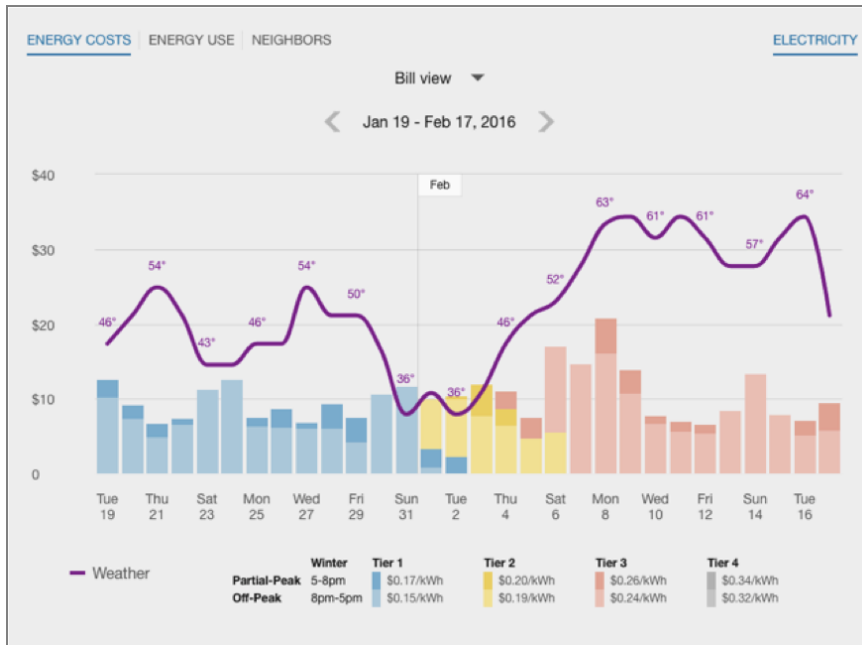 ENERGY COSTS ENERGY USE NEIGHBORS ELECTRICITY
Bill view
Jan 19 - Feb 17, 2016
$40
Feb
64°
63°
61° 61°
$30
57°
54° 54°
52°
50°
46° 46° 46°
43°
$20
36° 36°
$10
0
Tue Thu Sat Mon Wed Fri Sun Tue Thu Sat Mon Wed Fri Sun Tue
19 21 23 25 27 29 31 2 4 6 8 10 12 14 16
Winter Tier 1 Tier 2 Tier 3 Tier 4
Weather
Partial-Peak 5-8pm $0.17/kWh $0.20/kWh $0.26/kWh $0.34/kWh
Off-Peak 8pm-5pm $0.15/kWh $0.19/kWh $0.24/kWh $0.32/kWh